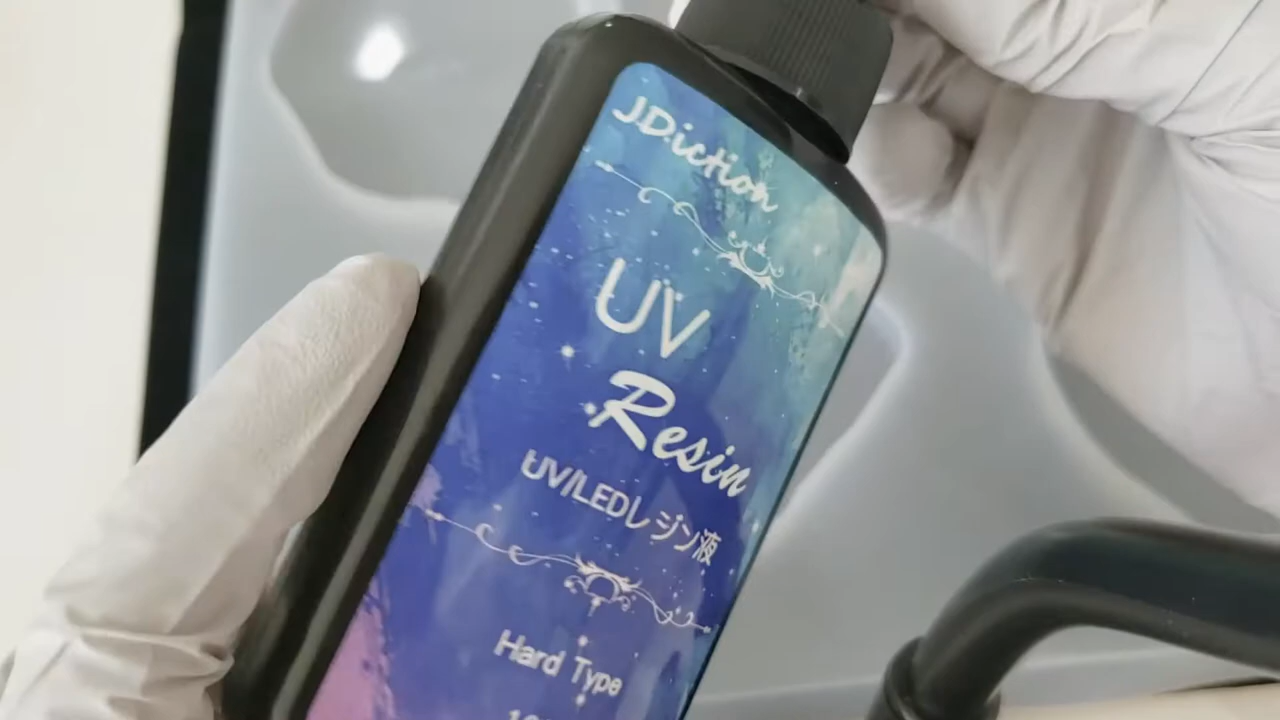 JDiction
UV
Resin
UV/LEDレジン液
Hard Type